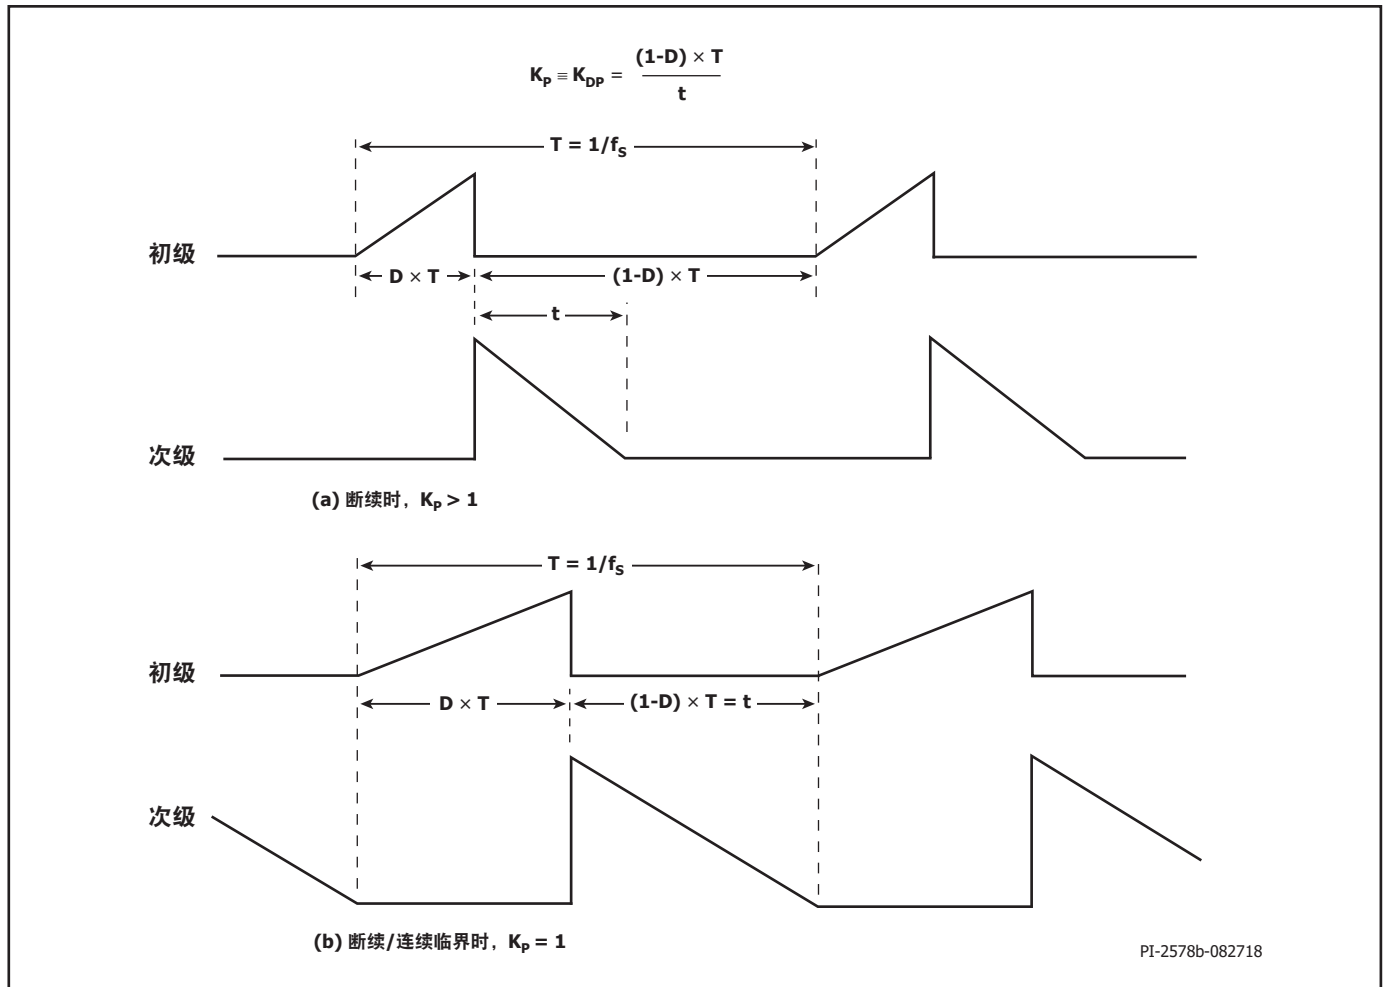 K_P ≡ K_DP = (1-D) × T / t
T = 1/f_S
初级
D × T
(1-D) × T
t
次级
(a) 断续时，K_P > 1
T = 1/f_S
初级
D × T
(1-D) × T = t
次级
(b) 断续/连续临界时，K_P = 1
PI-2578b-082718